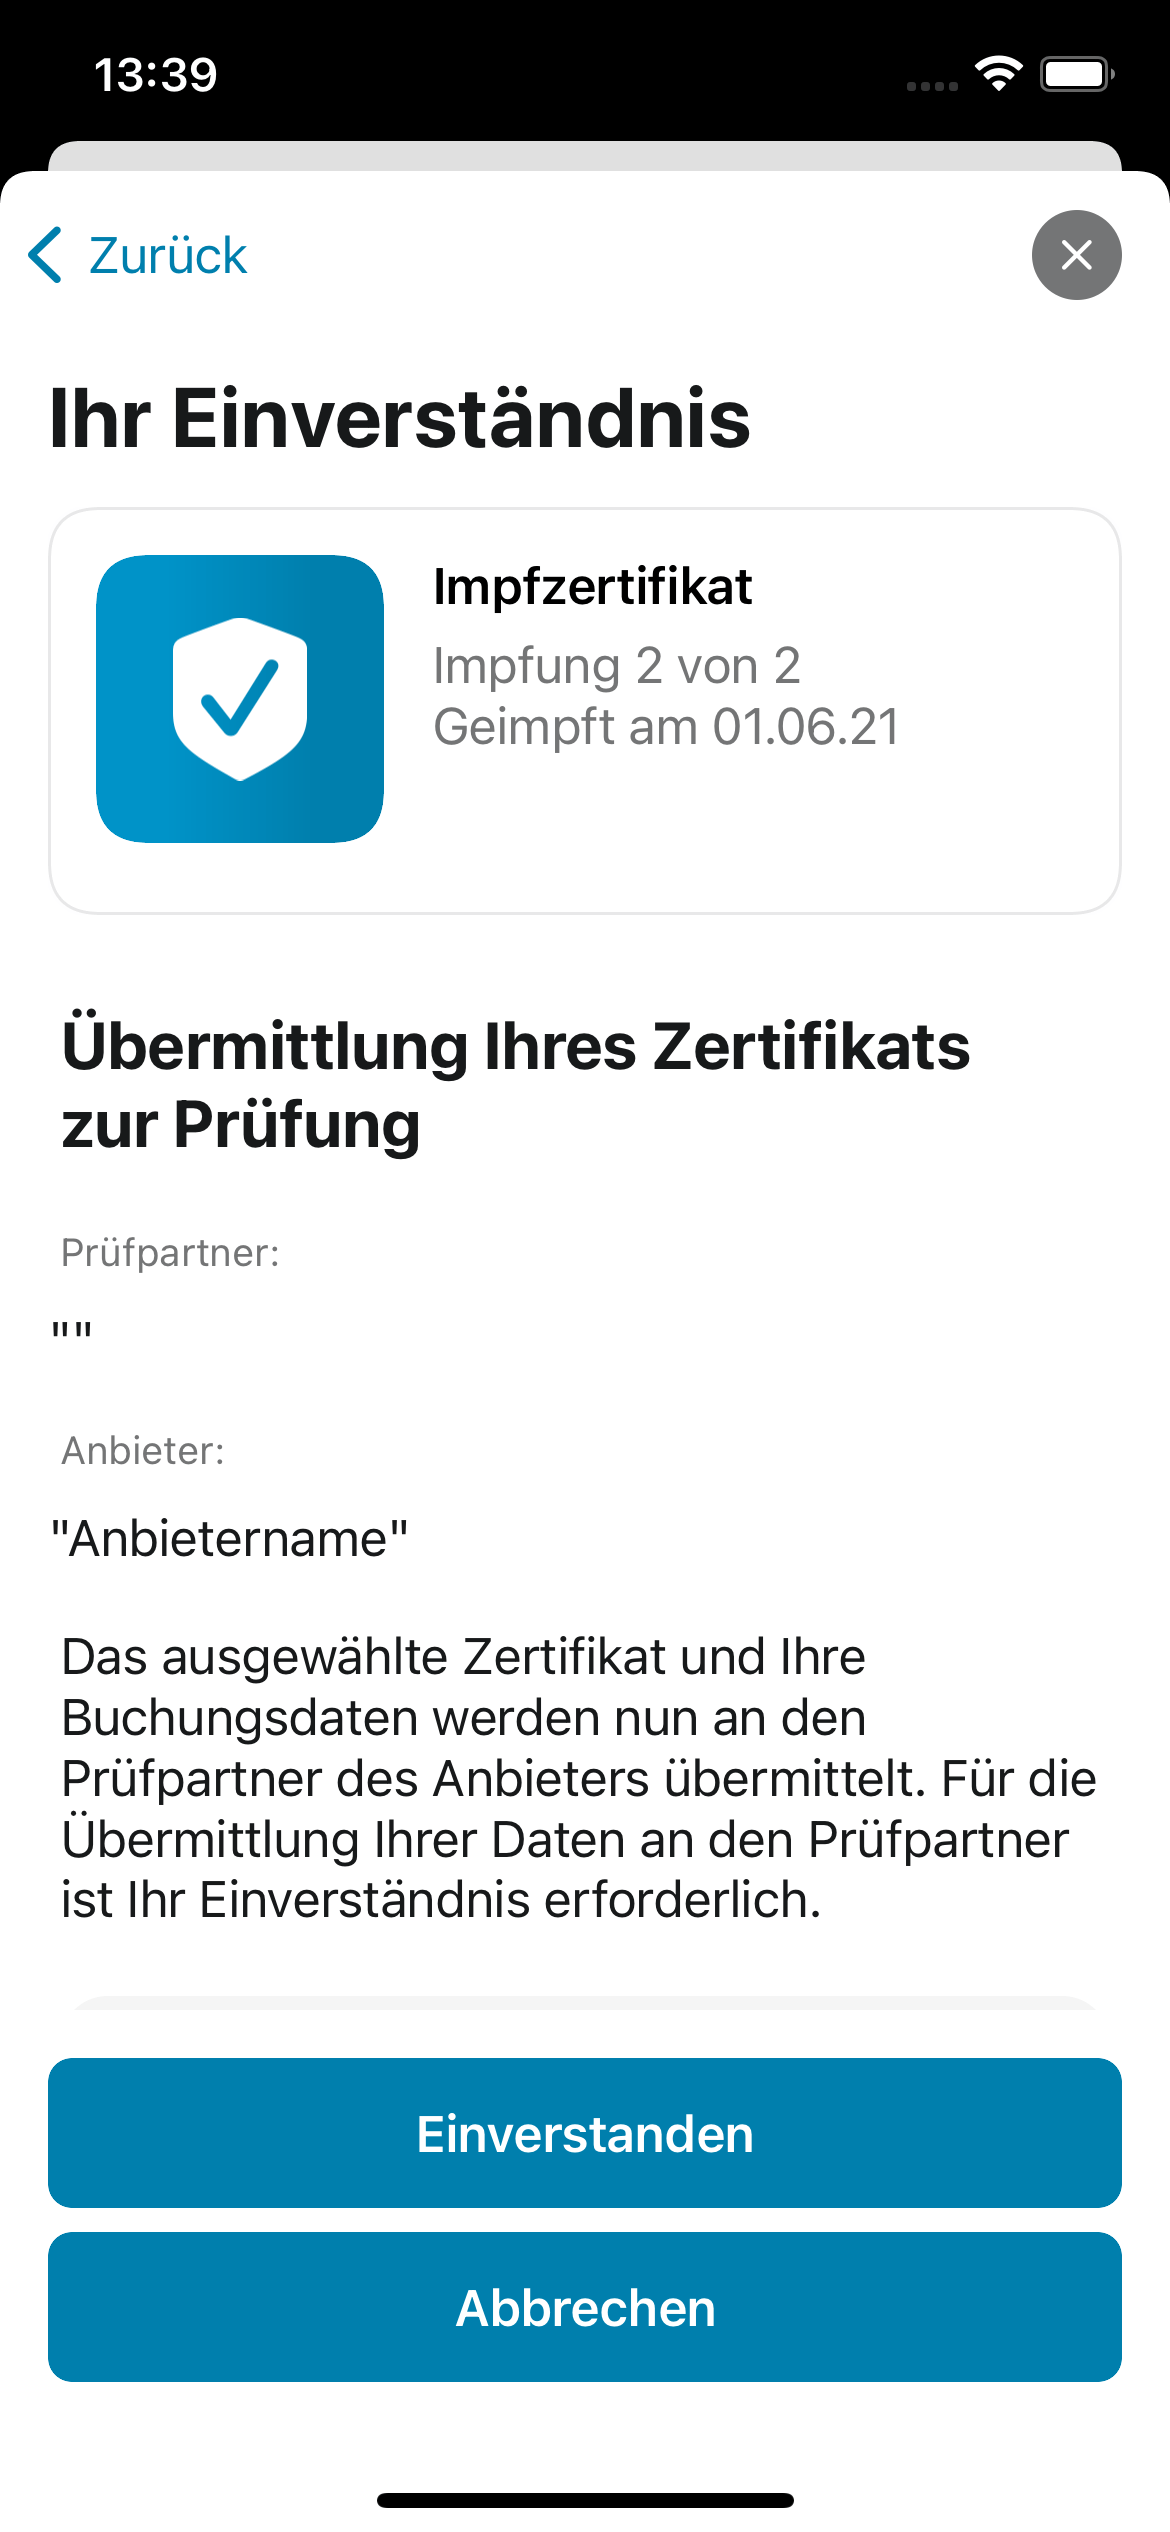 13:39
Zurück
Ihr Einverständnis
Impfzertifikat
Impfung 2 von 2
Geimpft am 01.06.21
Übermittlung Ihres Zertifikats
zur Prüfung
Prüfpartner:
""
Anbieter:
"Anbietername"
Das ausgewählte Zertifikat und Ihre
Buchungsdaten werden nun an den
Prüfpartner des Anbieters übermittelt. Für die
Übermittlung Ihrer Daten an den Prüfpartner
ist Ihr Einverständnis erforderlich.
Einverstanden
Abbrechen